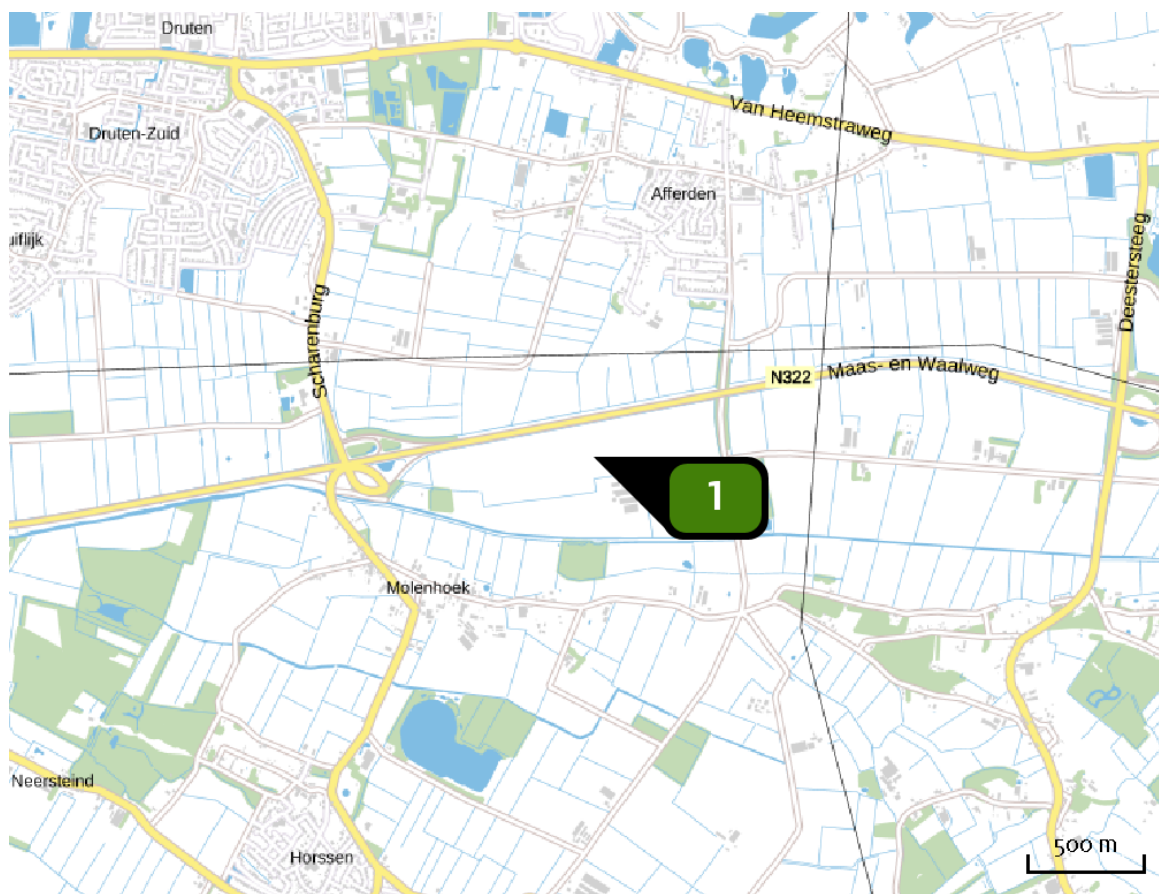 Druten
Van Heemstraweg
Druten-Zuid
Afferden
uiflijk
Deestersteeg
Scharenburg
Maas- en Waalweg
N322
1
Molenhoek
Neersteind
Horssen
500 m